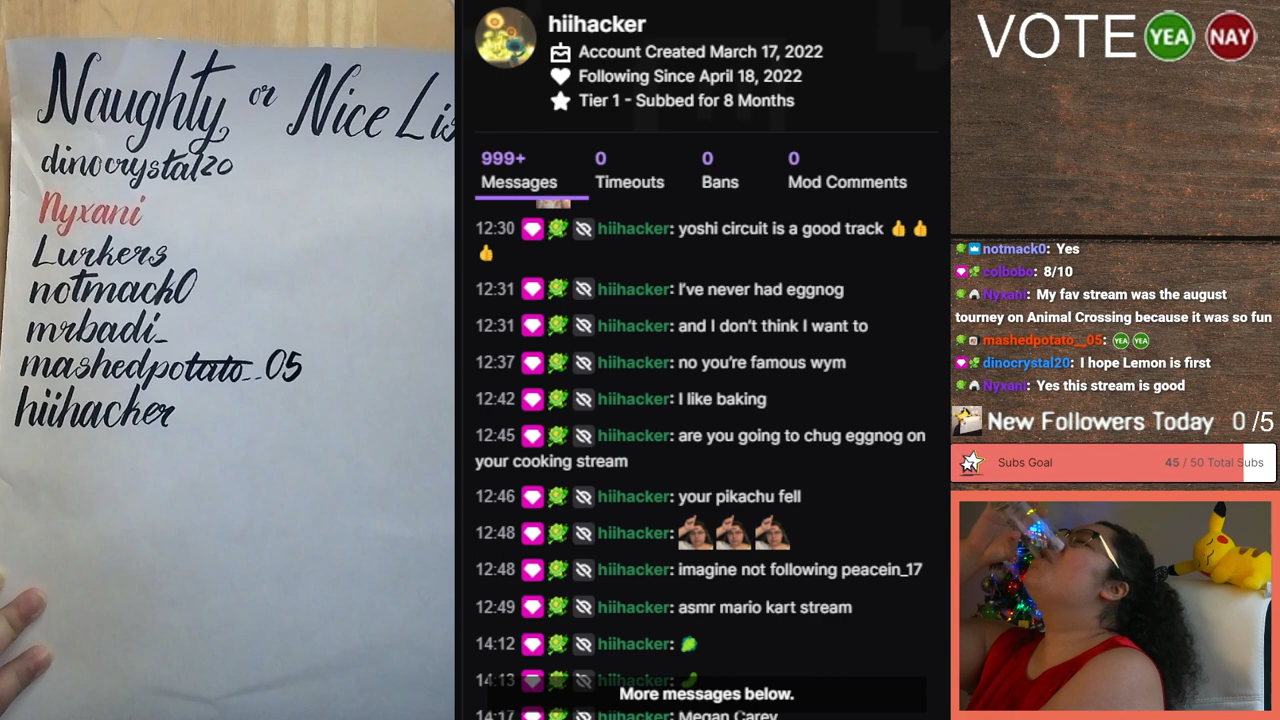 Naughty or Nice Lis
dinocrystal20
Nyxani
Lurkers
notmack0
mrbadi_
mashedpotato__05
hiihacker
hiihacker
Account Created March 17, 2022
Following Since April 18, 2022
Tier 1 - Subbed for 8 Months
999+ 0 0 0
Messages Timeouts Bans Mod Comments
12:30 hiihacker: yoshi circuit is a good track 👍 👍
👍
12:31 hiihacker: I've never had eggnog
12:31 hiihacker: and I don't think I want to
12:37 hiihacker: no you're famous wym
12:42 hiihacker: I like baking
12:45 hiihacker: are you going to chug eggnog on
your cooking stream
12:46 hiihacker: your pikachu fell
12:48 hiihacker:
12:48 hiihacker: imagine not following peacein_17
12:49 hiihacker: asmr mario kart stream
14:12 hiihacker:
14:13 hiihacker:
More messages below.
14:17 hiihacker: Megan Carey
VOTE YEA NAY
notmack0: Yes
colbobo: 8/10
Nyxani: My fav stream was the august
tourney on Animal Crossing because it was so fun
mashedpotato__05: YEA YEA
dinocrystal20: I hope Lemon is first
Nyxani: Yes this stream is good
New Followers Today 0 /5
Subs Goal 45 / 50 Total Subs